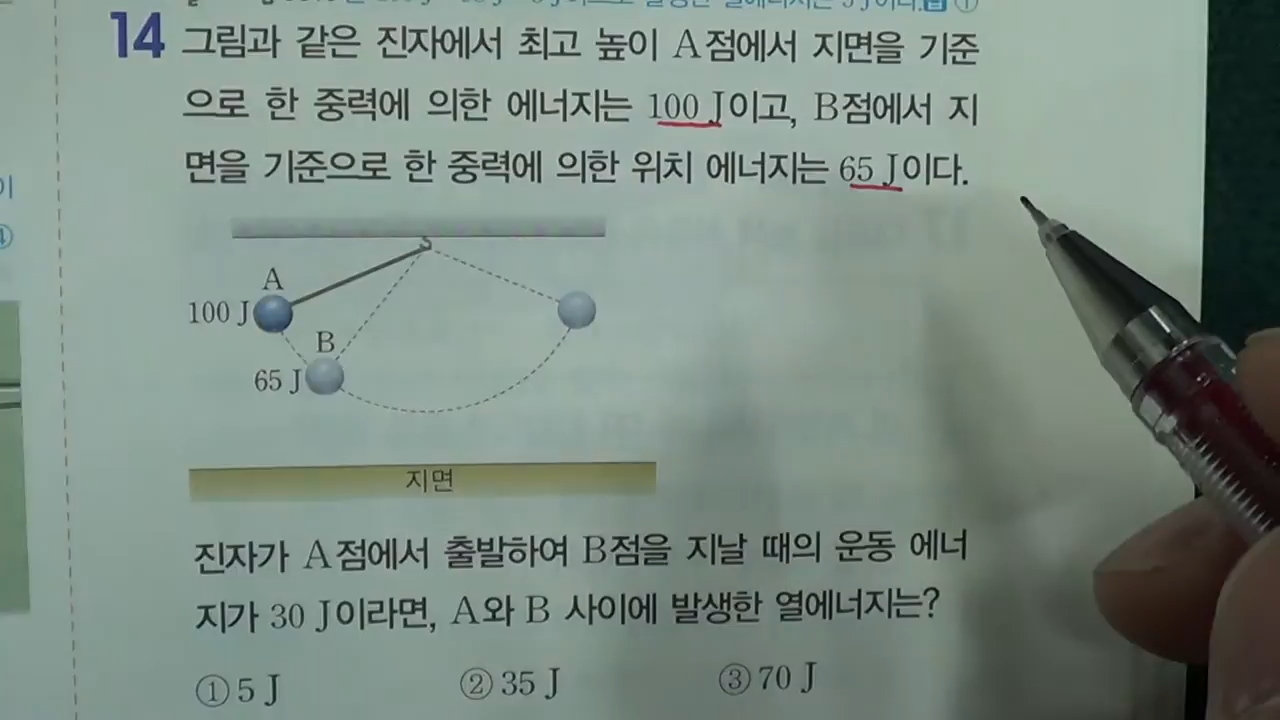 14 그림과 같은 진자에서 최고 높이 A점에서 지면을 기준
으로 한 중력에 의한 에너지는 100 J이고, B점에서 지
면을 기준으로 한 중력에 의한 위치 에너지는 65 J이다.
A
100 J
B
65 J
지면
진자가 A점에서 출발하여 B점을 지날 때의 운동 에너
지가 30 J이라면, A와 B 사이에 발생한 열에너지는?
① 5 J ② 35 J ③ 70 J